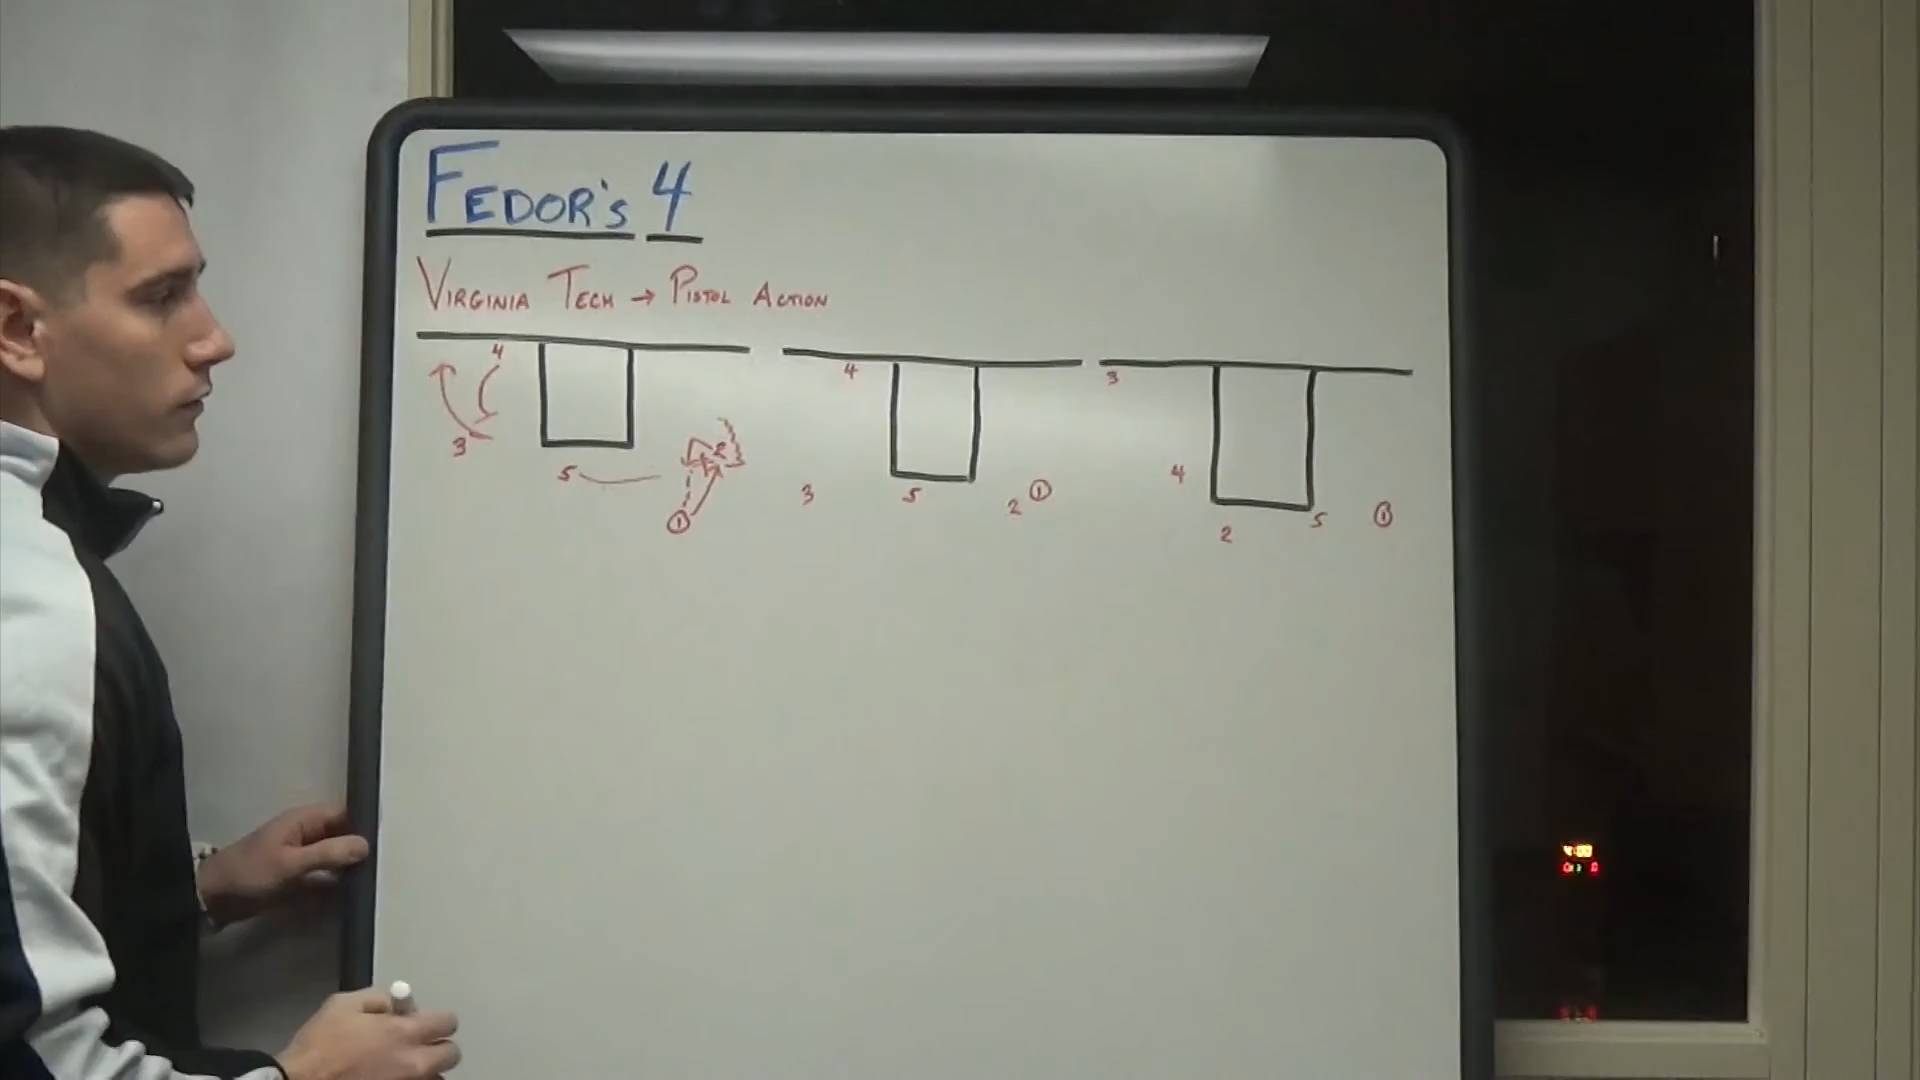 FEDOR'S 4
VIRGINIA TECH → PISTOL ACTION
4 3 5 2 1
4 3 5 2 1
3 4 2 5 1